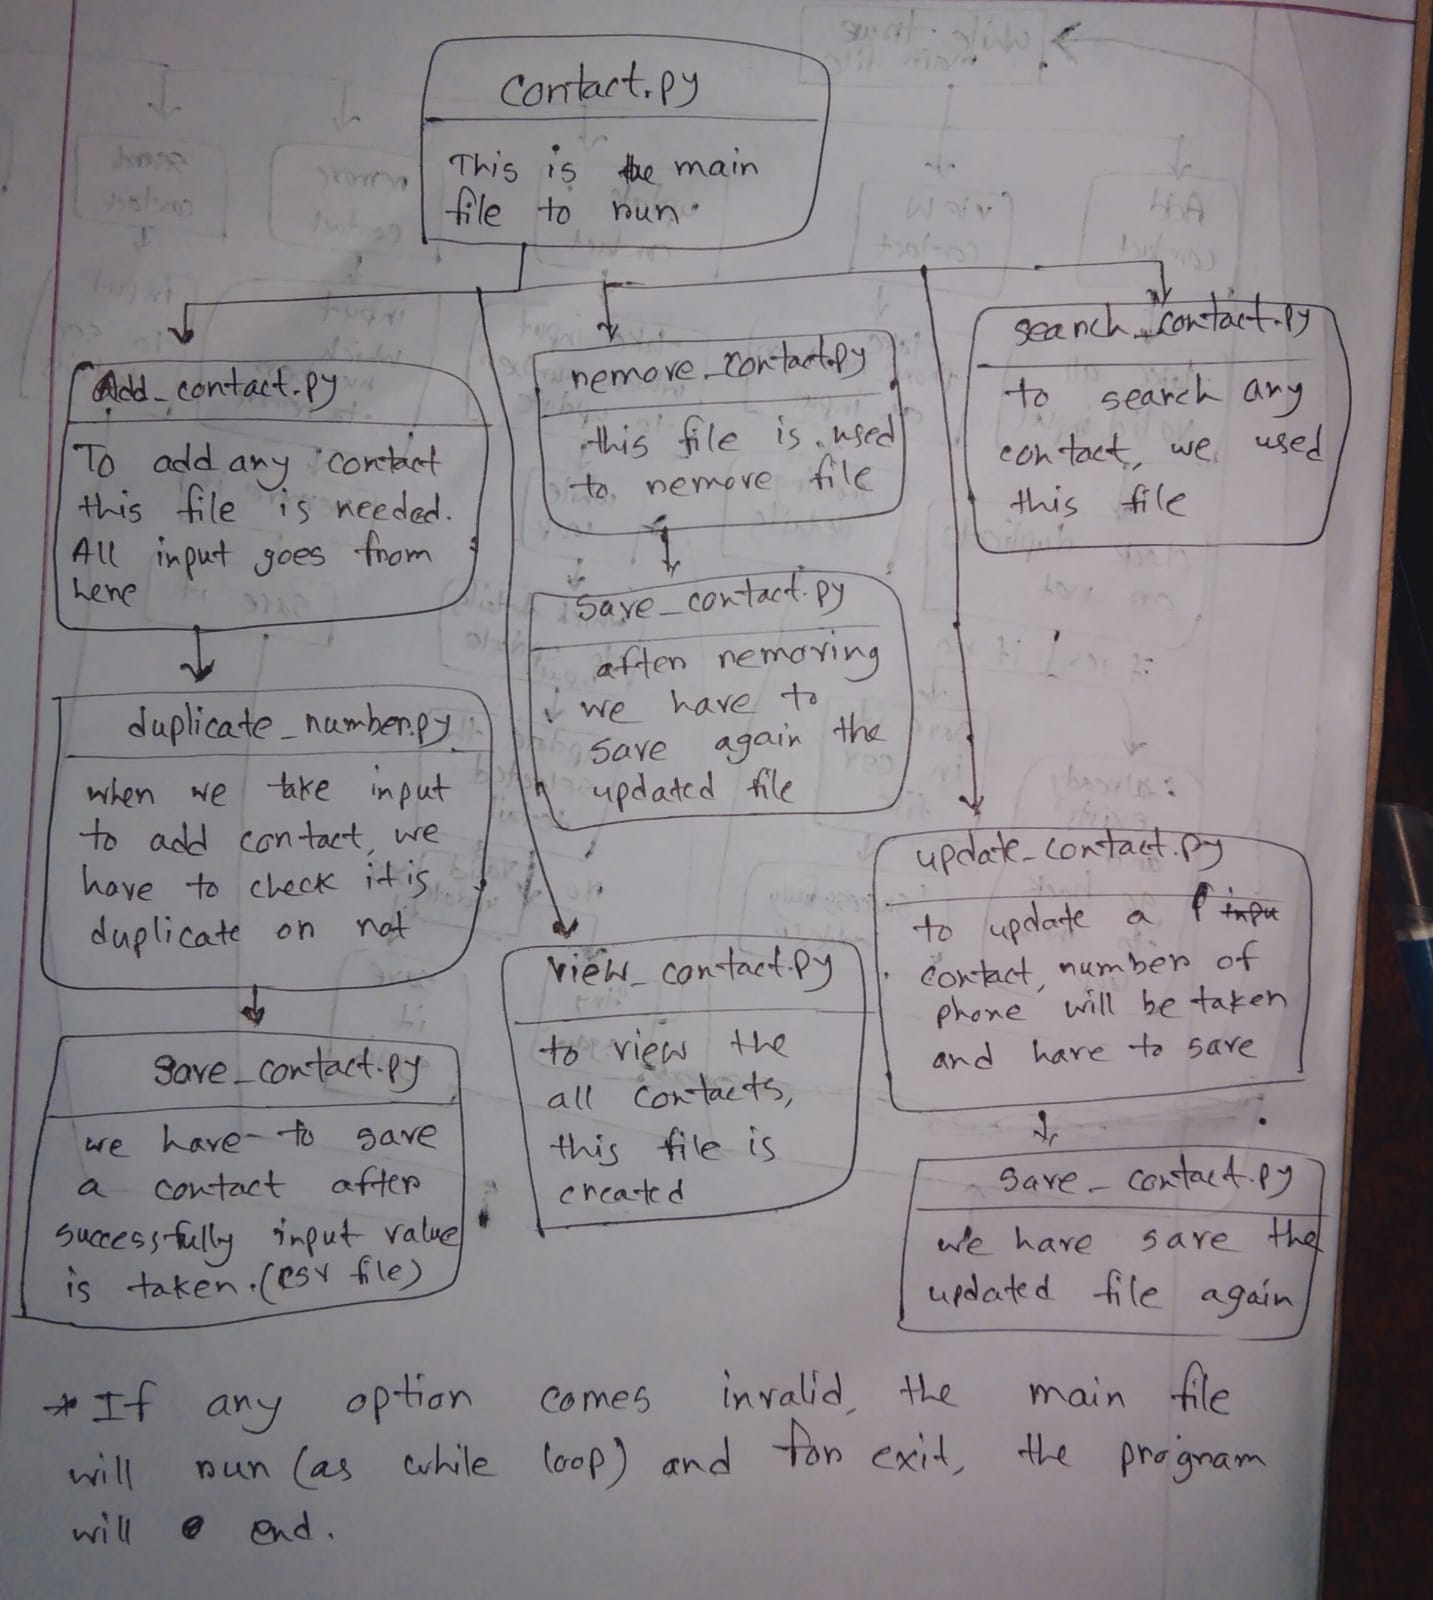 contact.py
This is the main
file to run.
Add_contact.py
To add any contact
this file is needed.
All input goes from
here
remove_contact.py
this file is used
to remove file
search_contact.py
to search any
contact, we used
this file
save_contact.py
after removing
we have to
save again the
updated file
duplicate_number.py
when we take input
to add contact, we
have to check it is
duplicate or not
update_contact.py
to update a
contact, number of
phone will be taken
and have to save
view_contact.py
to view the
all contacts,
this file is
created
save_contact.py
we have to save
a contact after
successfully input value
is taken. (csv file)
save_contact.py
we have save the
updated file again
* If any option comes invalid, the main file
will run (as while loop) and for exit, the program
will end.